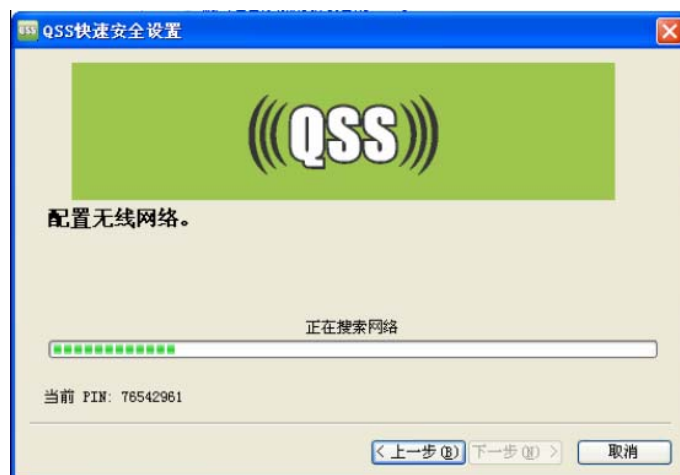 QSS快速安全设置
(((QSS)))
配置无线网络。
正在搜索网络
当前 PIN: 76542961
< 上一步(B) 下一步(N) > 取消